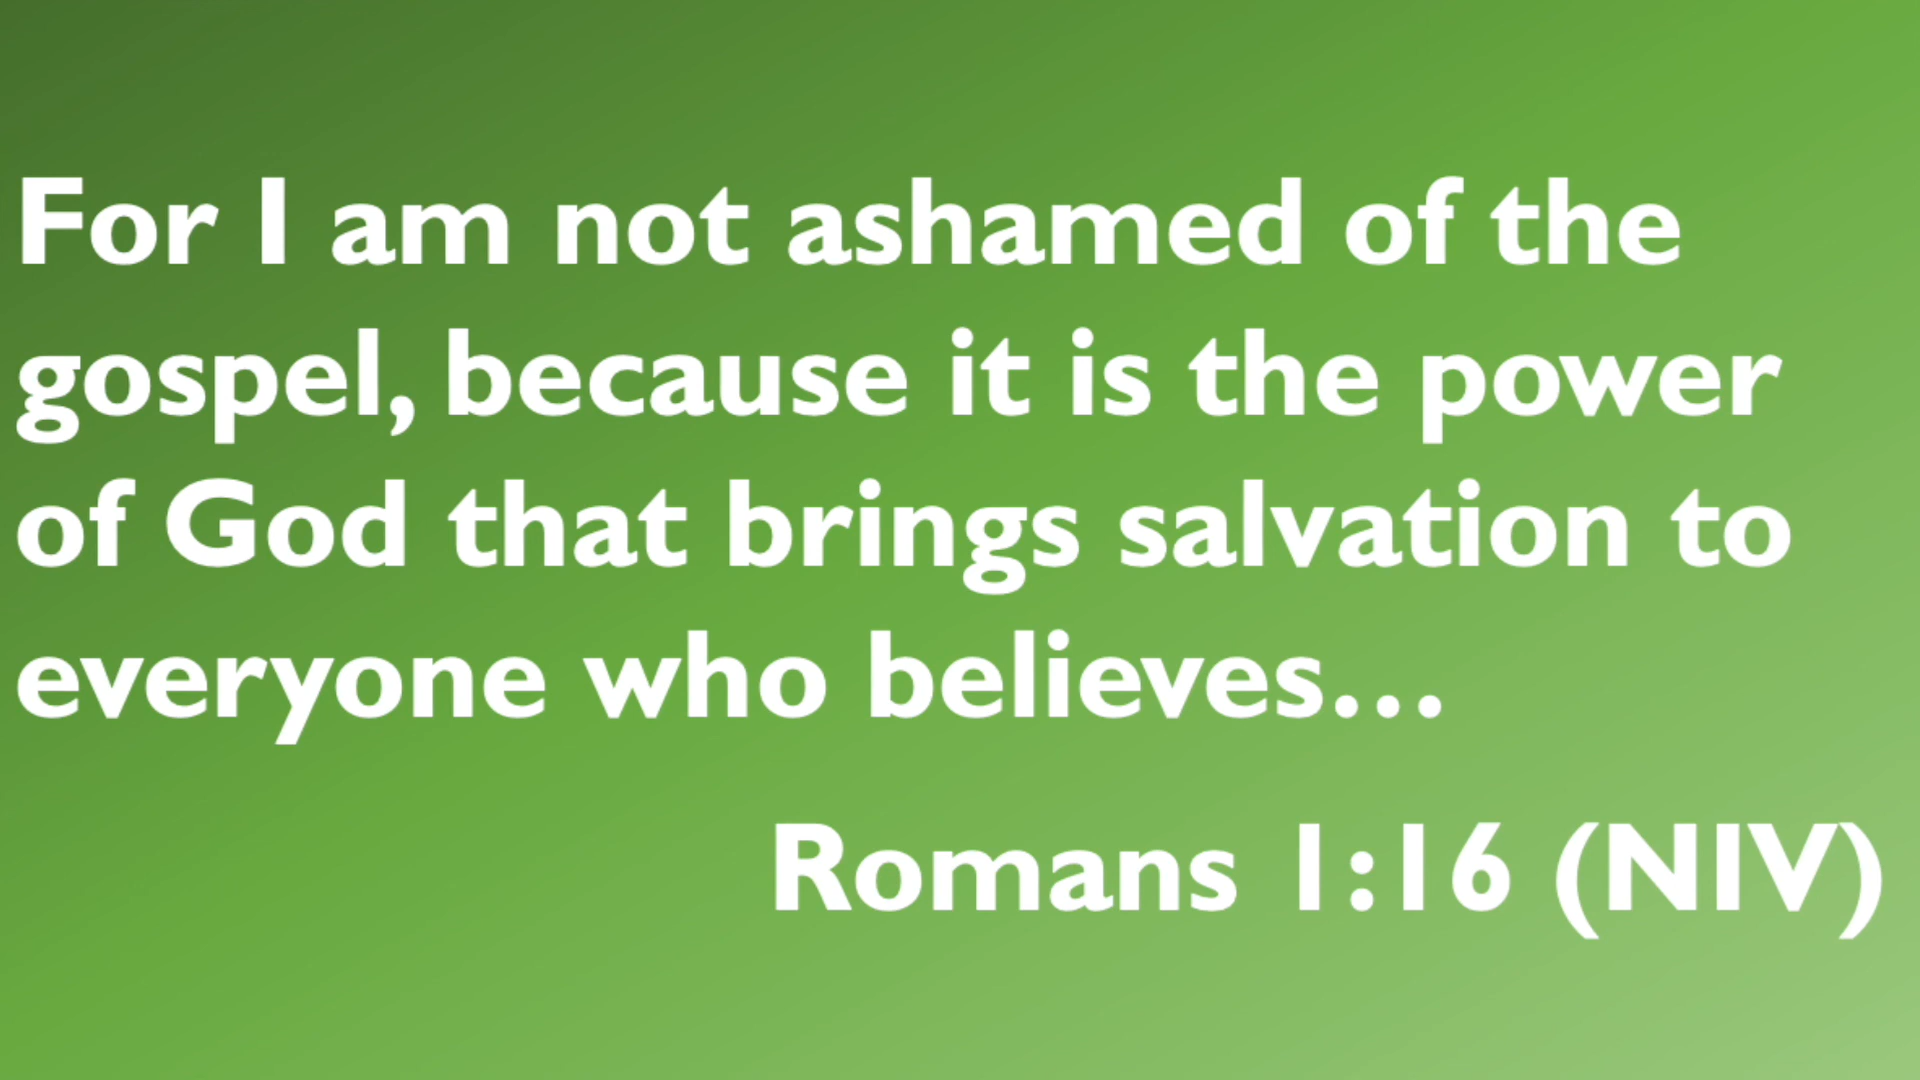 For I am not ashamed of the
gospel, because it is the power
of God that brings salvation to
everyone who believes…
Romans 1:16 (NIV)